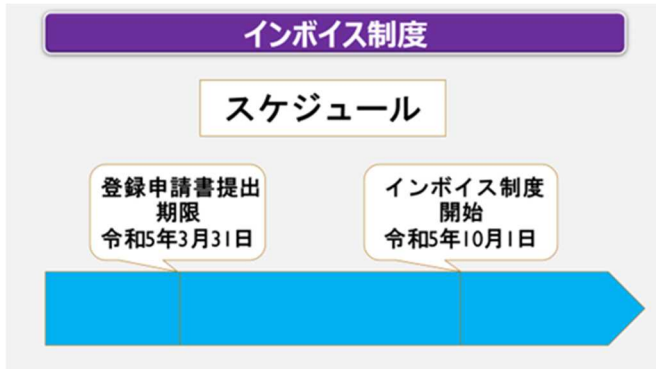 インボイス制度
スケジュール
登録申請書提出
期限
令和5年3月31日
インボイス制度
開始
令和5年10月1日